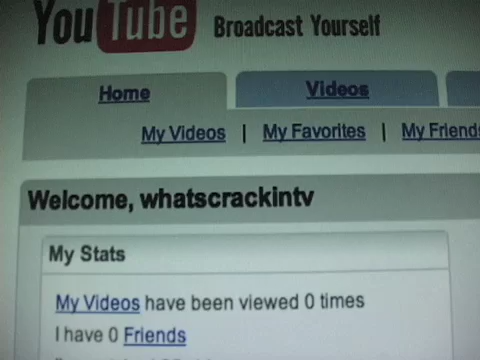 YouTube Broadcast Yourself
Home Videos
My Videos | My Favorites | My Friends
Welcome, whatscrackintv
My Stats
My Videos have been viewed 0 times
I have 0 Friends